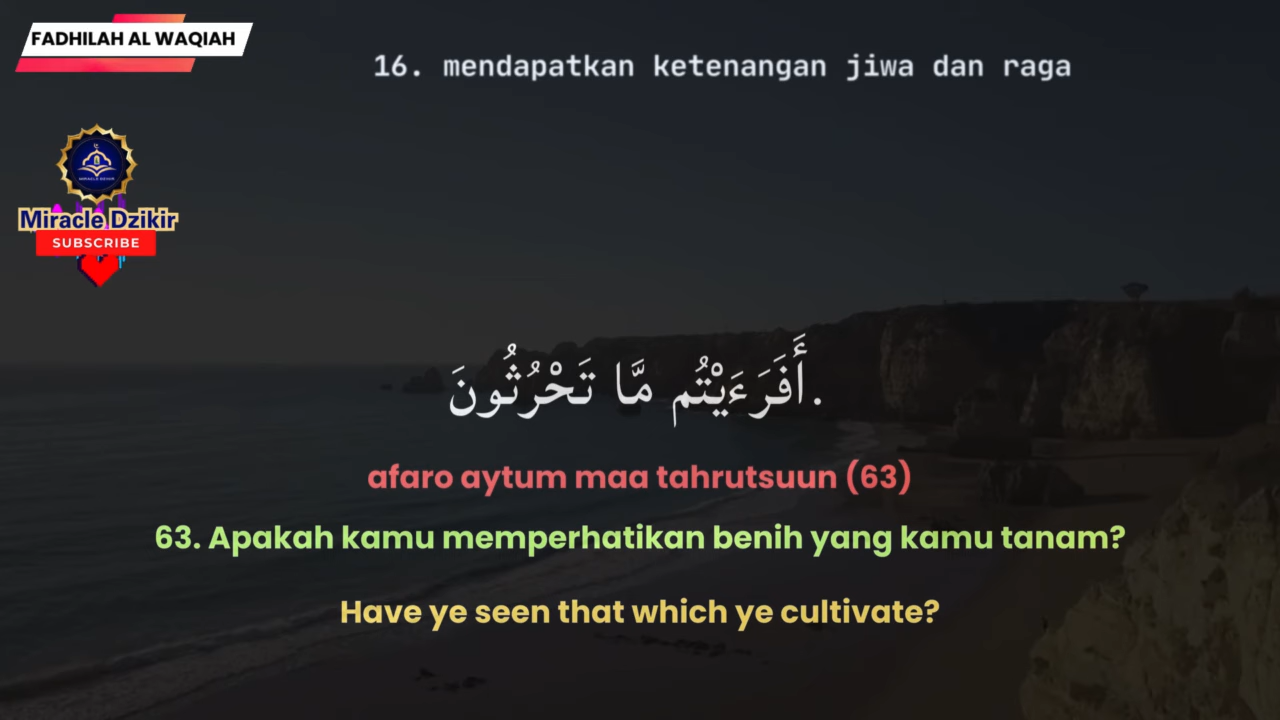 FADHILAH AL WAQIAH
16. mendapatkan ketenangan jiwa dan raga
Miracle Dzikir
SUBSCRIBE
.أَفَرَءَيْتُم مَّا تَحْرُثُونَ
afaro aytum maa tahrutsuun (63)
63. Apakah kamu memperhatikan benih yang kamu tanam?
Have ye seen that which ye cultivate?